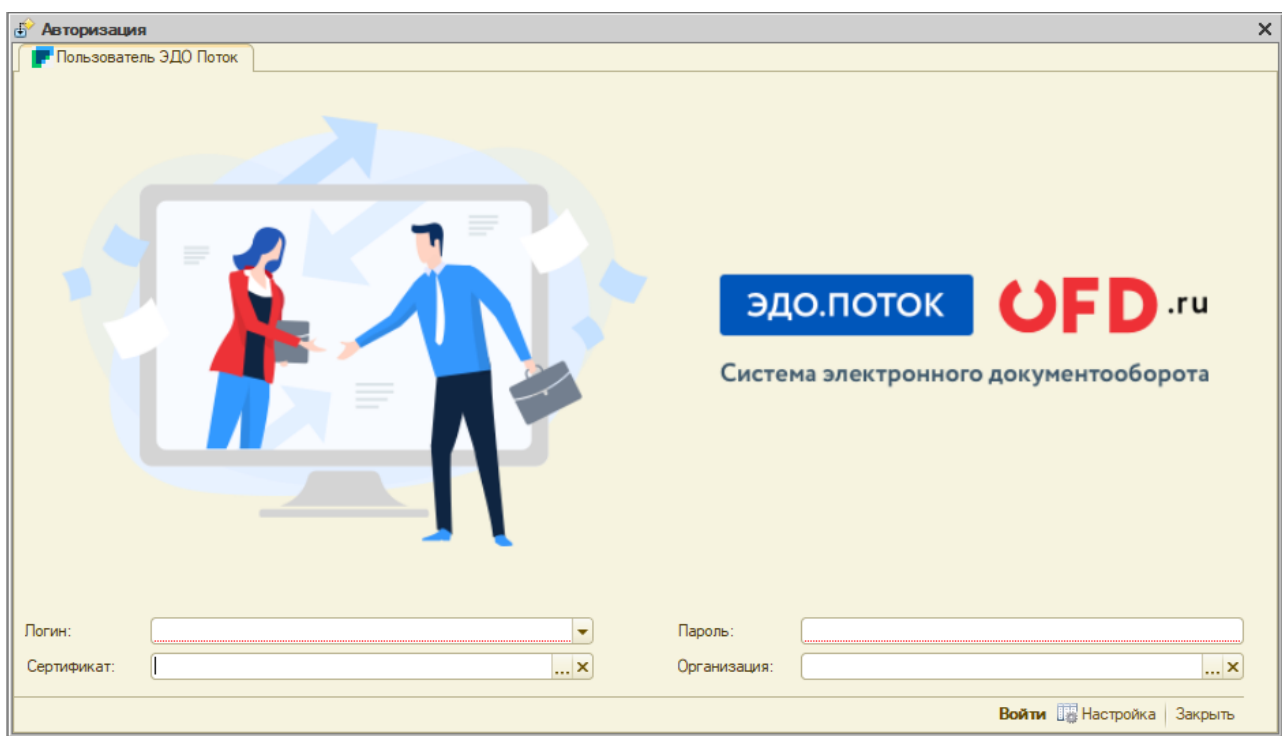 Авторизация
Пользователь ЭДО Поток
ЭДО.ПОТОК OFD.ru
Система электронного документооборота
Логин: Пароль:
Сертификат: Организация:
Войти Настройка Закрыть